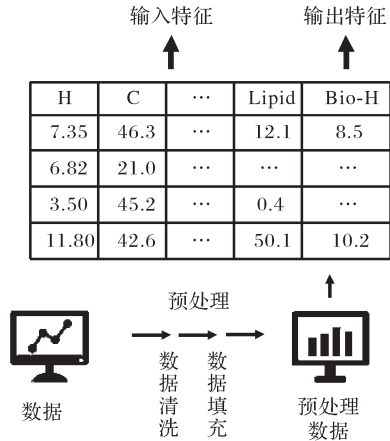 输入特征 输出特征
H C ··· Lipid Bio-H
7.35 46.3 ··· 12.1 8.5
6.82 21.0 ··· ··· ···
3.50 45.2 ··· 0.4 ···
11.80 42.6 ··· 50.1 10.2
预处理
数据清洗
数据填充
数据
预处理
数据